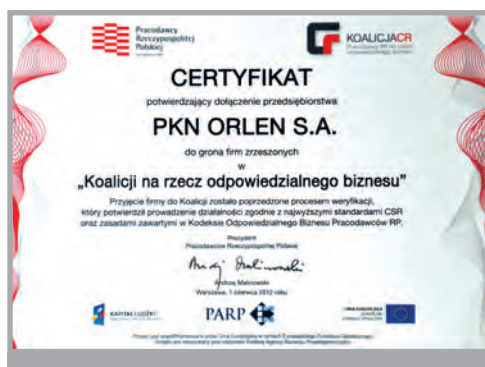 Pracodawcy
Rzeczypospolitej
Polskiej
KOALICJACR
CERTYFIKAT
potwierdzający dołączenie przedsiębiorstwa
PKN ORLEN S.A.
do grona firm zrzeszonych
w
„Koalicji na rzecz odpowiedzialnego biznesu”
Przyjęcie firmy do Koalicji zostało poprzedzone procesem weryfikacji,
który potwierdził prowadzenie działalności zgodnie z najwyższymi standardami CSR
oraz zasadami zawartymi w Kodeksie Odpowiedzialnego Biznesu Pracodawców RP.
Prezydent
Pracodawców Rzeczypospolitej Polskiej
Andrzej Malinowski
Warszawa, 1 czerwca 2012 roku
KAPITAŁ LUDZKI
PARP
UNIA EUROPEJSKA